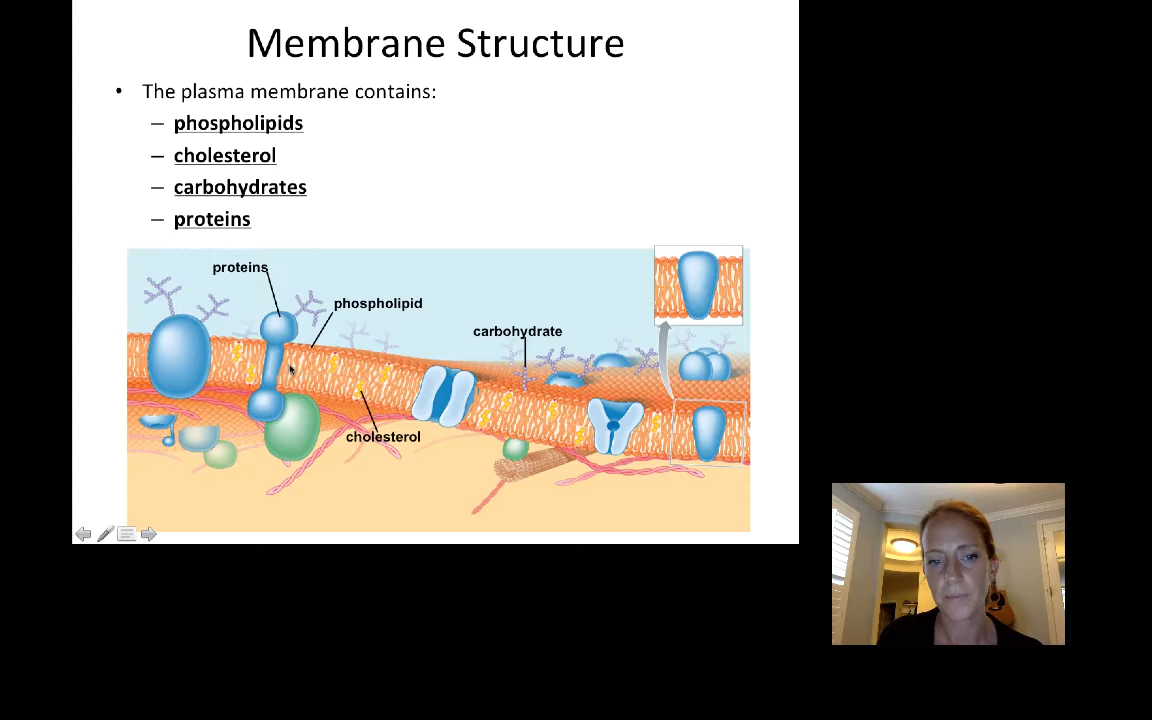 Membrane Structure
• The plasma membrane contains:
– phospholipids
– cholesterol
– carbohydrates
– proteins
proteins
phospholipid
carbohydrate
cholesterol